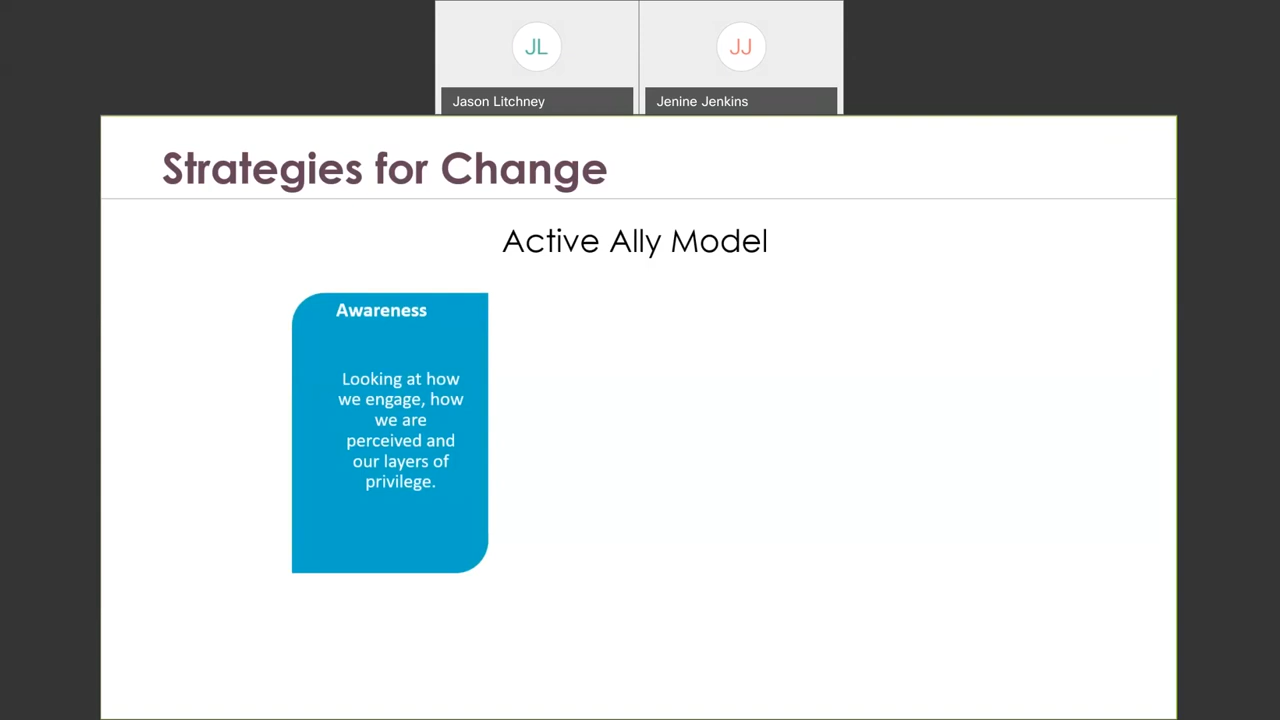 JL
JJ
Jason Litchney
Jenine Jenkins
Strategies for Change
Active Ally Model
Awareness
Looking at how
we engage, how
we are
perceived and
our layers of
privilege.